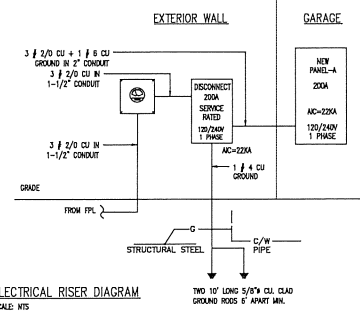 EXTERIOR WALL
GARAGE
3 # 2/0 CU + 1 # 6 CU
GROUND IN 2" CONDUIT
3 # 2/0 CU IN
1-1/2" CONDUIT
DISCONNECT
200A
SERVICE
RATED
120/240V
1 PHASE
AIC=22KA
NEW
PANEL-A
200A
AIC=22KA
120/240V
1 PHASE
3 # 2/0 CU IN
1-1/2" CONDUIT
1 # 4 CU
GROUND
GRADE
FROM FPL
G
STRUCTURAL STEEL
C/W
PIPE
LECTRICAL RISER DIAGRAM
CALE: NTS
TWO 10' LONG 5/8"ø CU. CLAD
GROUND RODS 6' APART MIN.